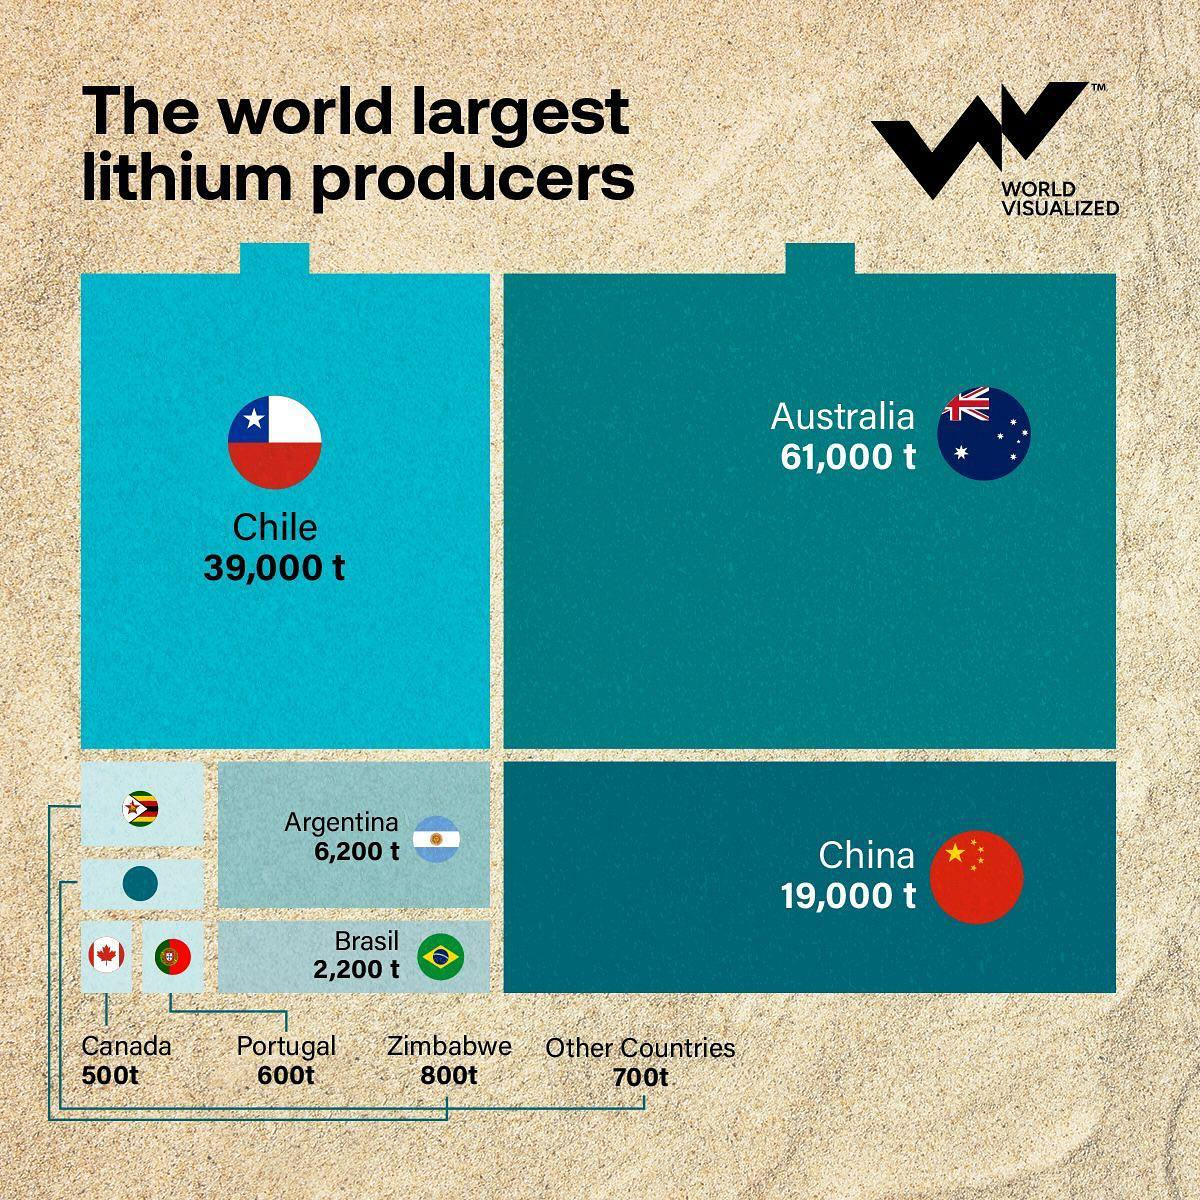 The world largest
lithium producers
TM
WORLD
VISUALIZED
Chile
39,000 t
Australia
61,000 t
Argentina
6,200 t
Brasil
2,200 t
China
19,000 t
Canada
500t
Portugal
600t
Zimbabwe
800t
Other Countries
700t